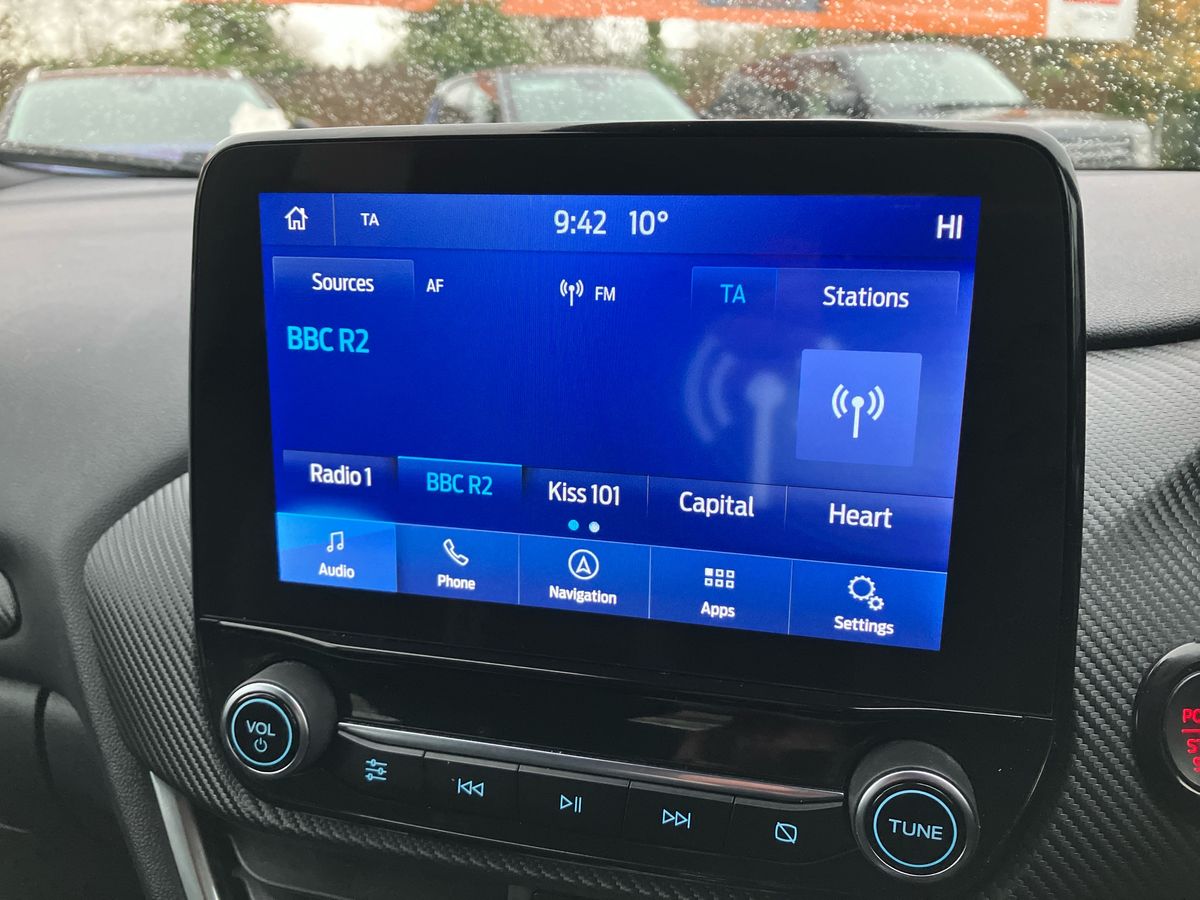 TA 9:42 10° HI
Sources AF FM TA Stations
BBC R2
Radio 1 BBC R2 Kiss 101 Capital Heart
Audio Phone Navigation Apps Settings
VOL
TUNE